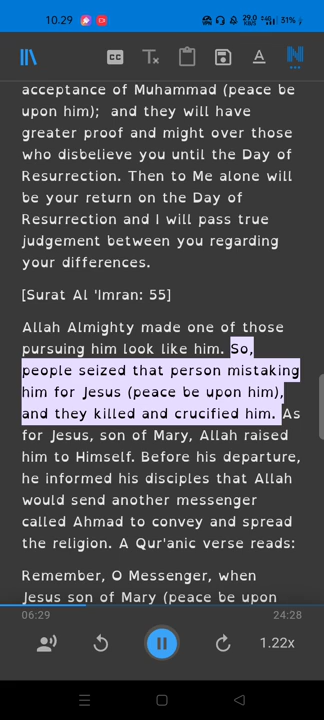 10.29
29.0
KB/s
31%
CC
acceptance of Muhammad (peace be
upon him);  and they will have
greater proof and might over those
who disbelieve you until the Day of
Resurrection. Then to Me alone will
be your return on the Day of
Resurrection and I will pass true
judgement between you regarding
your differences.
[Surat Al 'Imran: 55]
Allah Almighty made one of those
pursuing him look like him. So,
people seized that person mistaking
him for Jesus (peace be upon him),
and they killed and crucified him. As
for Jesus, son of Mary, Allah raised
him to Himself. Before his departure,
he informed his disciples that Allah
would send another messenger
called Ahmad to convey and spread
the religion. A Qur'anic verse reads:
Remember, O Messenger, when
Jesus son of Mary (peace be upon
06:29
24:28
1.22x